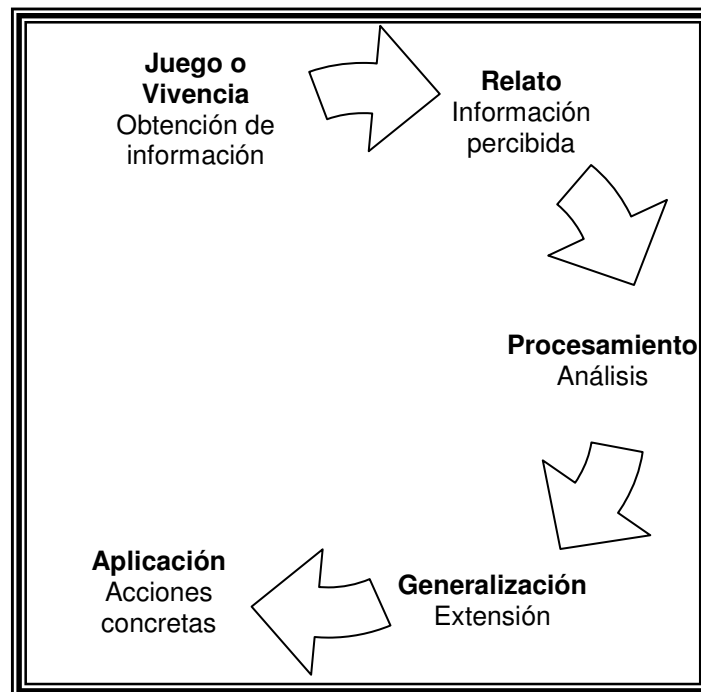 Juego o
Vivencia
Obtención de
información
Relato
Información
percibida
Procesamiento
Análisis
Generalización
Extensión
Aplicación
Acciones
concretas